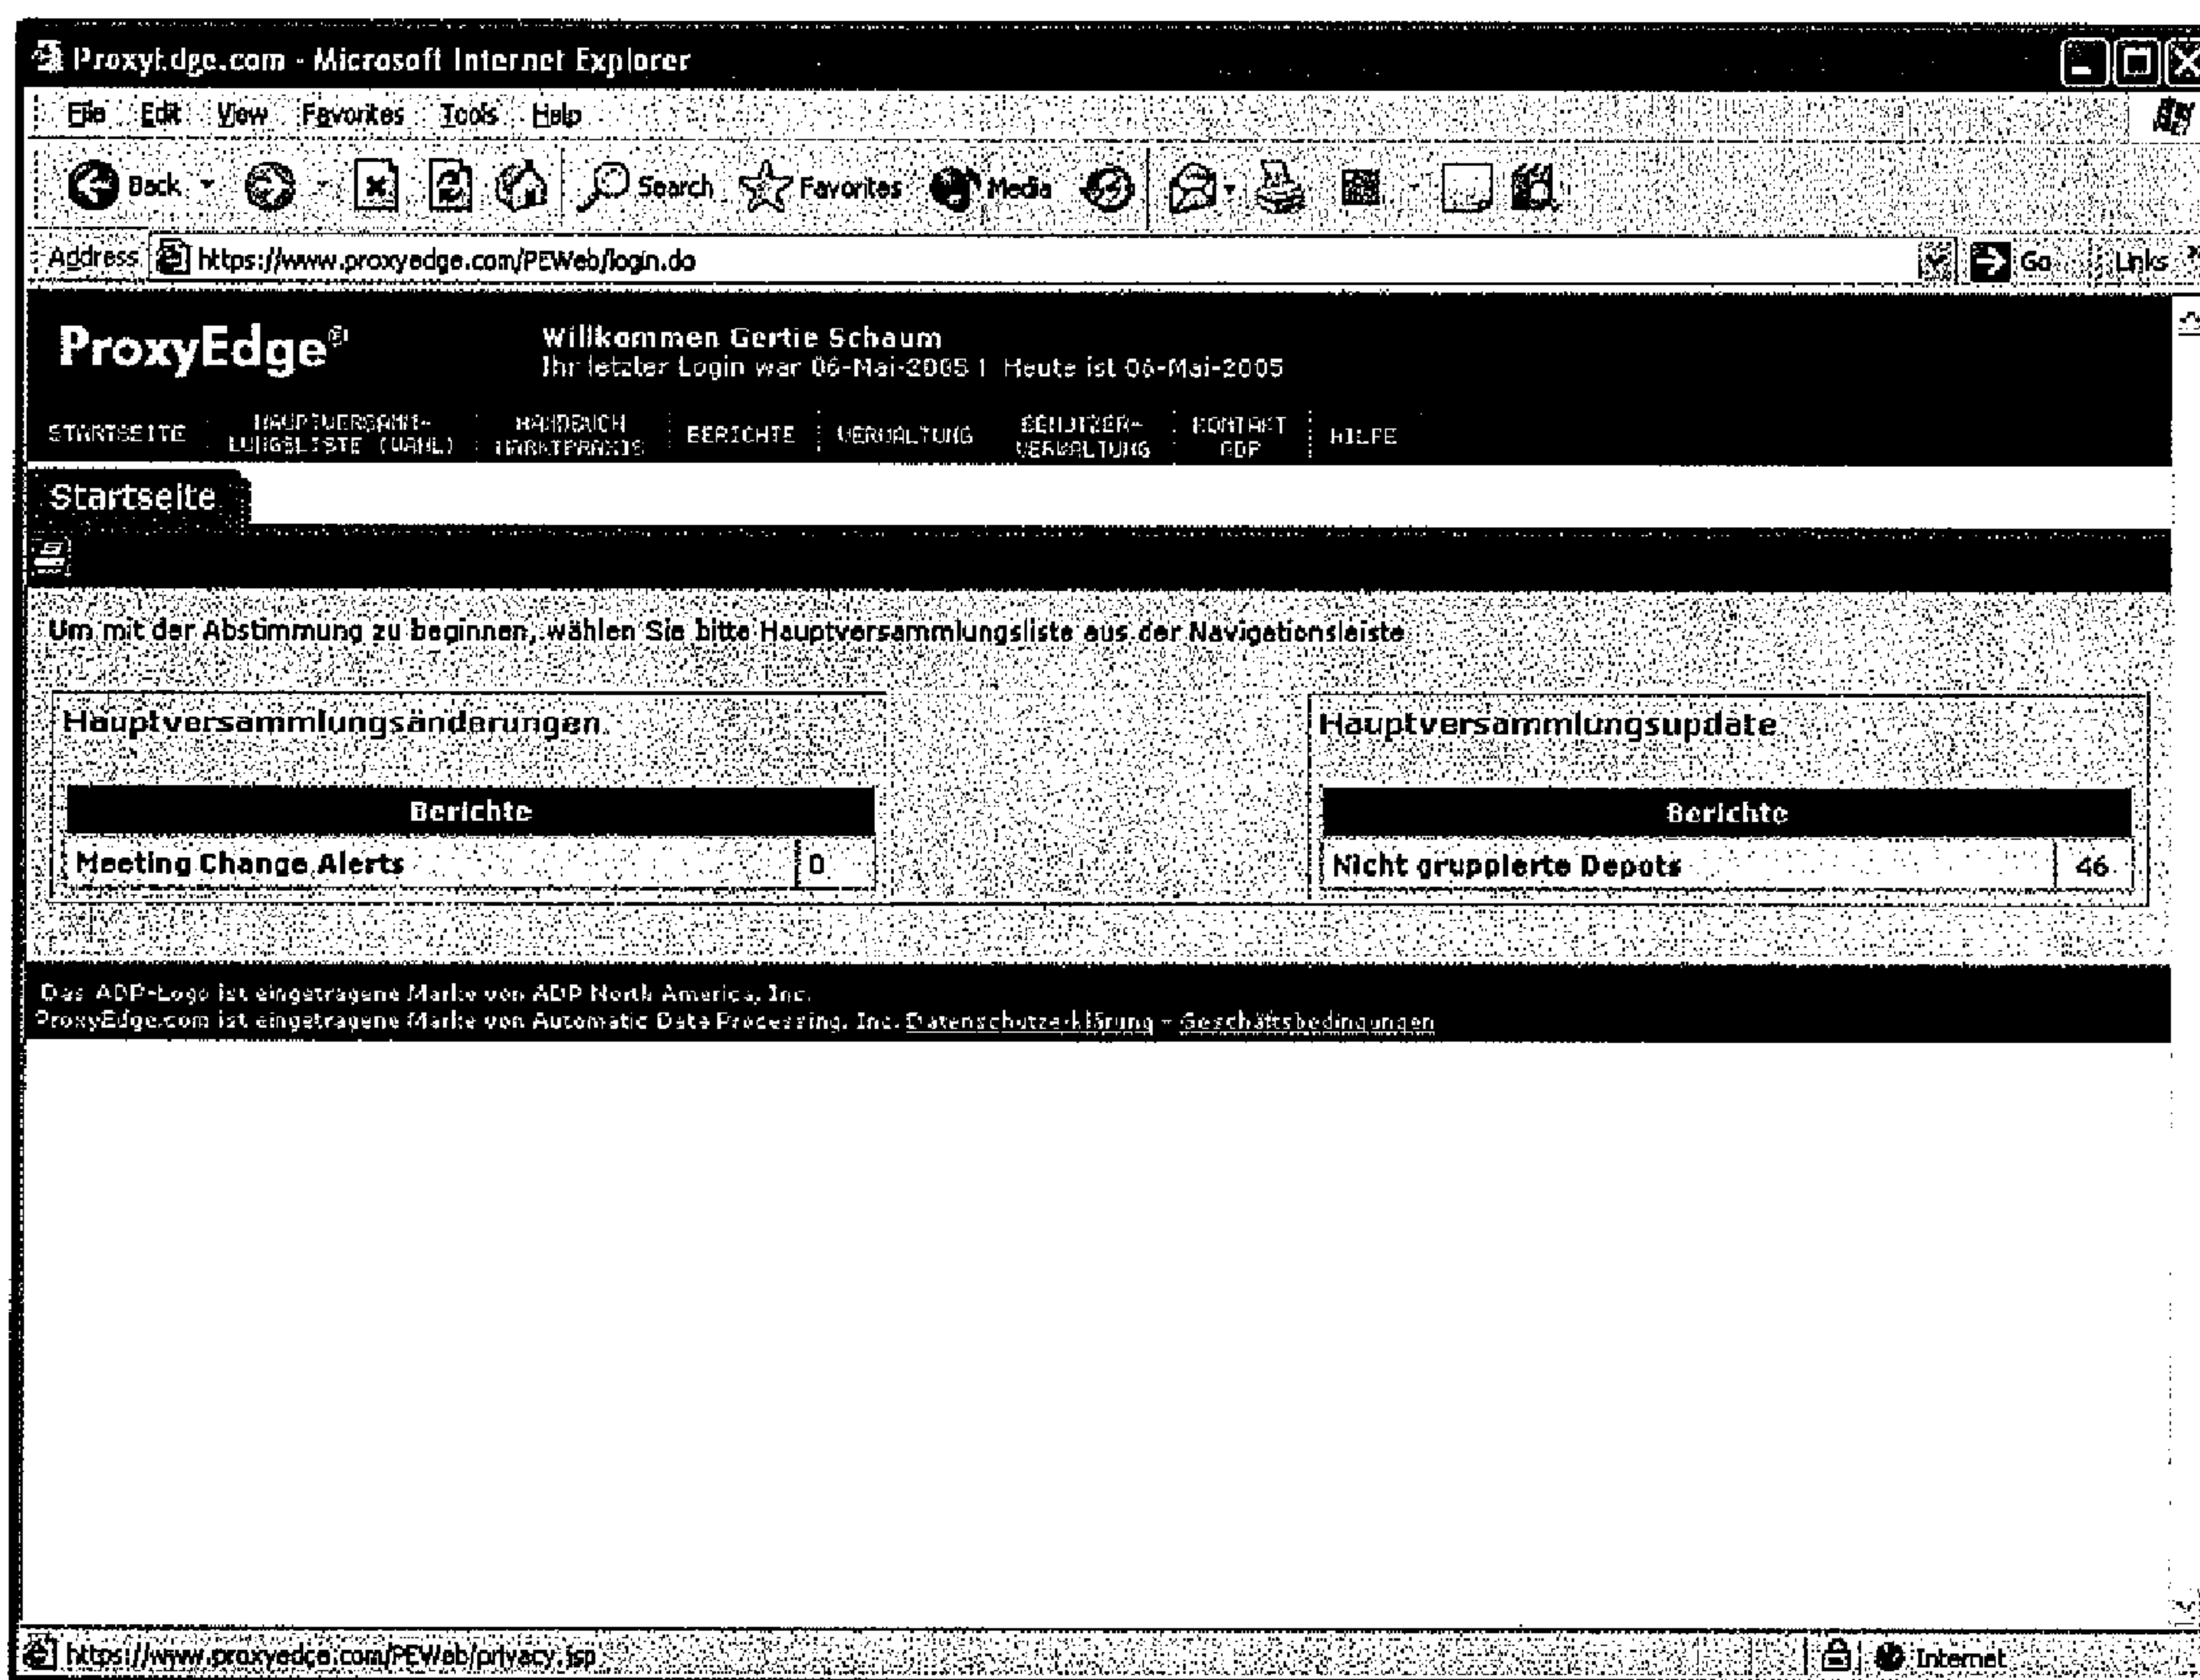 ProxyEdge.com - Microsoft Internet Explorer
File Edit View Favorites Tools Help
Back Search Favorites Media
Address https://www.proxyedge.com/PEWeb/login.do Go Links »
ProxyEdge®
Willkommen Gertie Schaum
Ihr letzter Login war 06-Mai-2005 | Heute ist 06-Mai-2005
STARTSEITE HAUPTVERSAMM-LUNGSLISTE (WAHL) HANDBUCH MARKTPRAXIS BERICHTE VERWALTUNG BENUTZER-VERWALTUNG KONTAKT ADP HILFE
Startseite
Um mit der Abstimmung zu beginnen, wählen Sie bitte Hauptversammlungsliste aus der Navigationsleiste
Hauptversammlungsänderungen
Berichte
Meeting Change Alerts 0
Hauptversammlungsupdate
Berichte
Nicht gruppierte Depots 46
Das ADP-Logo ist eingetragene Marke von ADP North America, Inc.
ProxyEdge.com ist eingetragene Marke von Automatic Data Processing, Inc. Datenschutzerklärung - Geschäftsbedingungen
https://www.proxyedge.com/PEWeb/privacy.jsp Internet